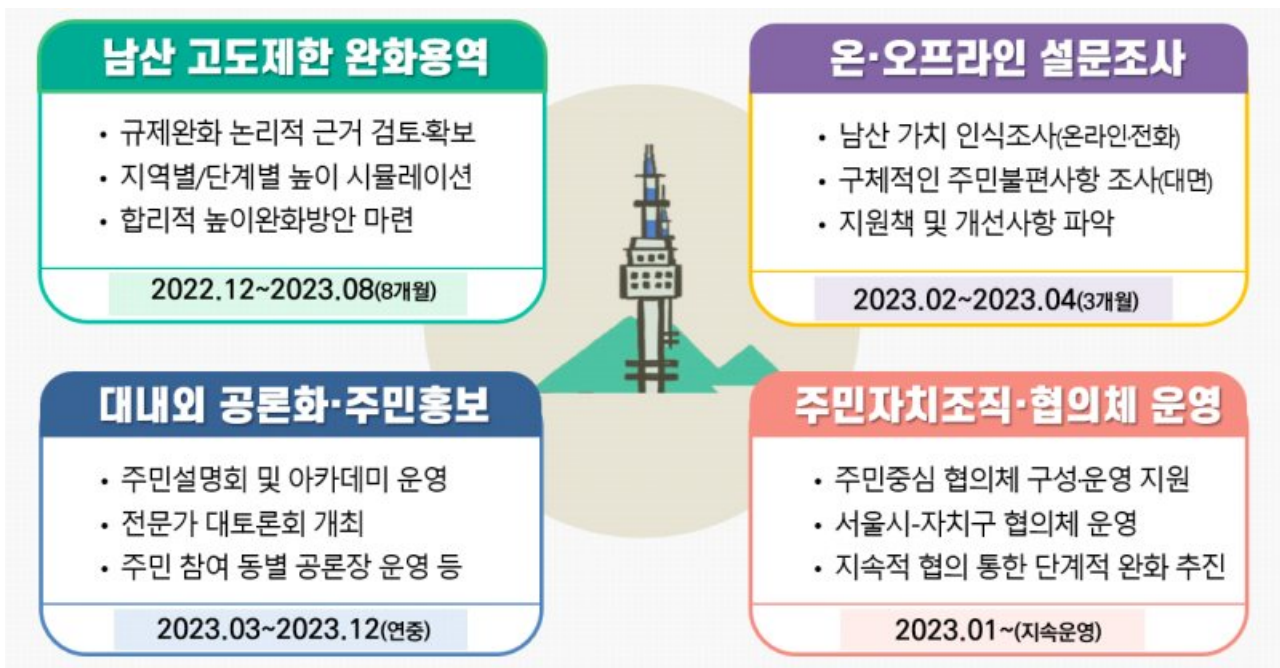 남산 고도제한 완화용역
• 규제완화 논리적 근거 검토·확보
• 지역별/단계별 높이 시뮬레이션
• 합리적 높이완화방안 마련
2022.12~2023.08(8개월)
온·오프라인 설문조사
• 남산 가치 인식조사(온라인·전화)
• 구체적인 주민불편사항 조사(대면)
• 지원책 및 개선사항 파악
2023.02~2023.04(3개월)
대내외 공론화·주민홍보
• 주민설명회 및 아카데미 운영
• 전문가 대토론회 개최
• 주민 참여 동별 공론장 운영 등
2023.03~2023.12(연중)
주민자치조직·협의체 운영
• 주민중심 협의체 구성·운영 지원
• 서울시-자치구 협의체 운영
• 지속적 협의 통한 단계적 완화 추진
2023.01~(지속운영)